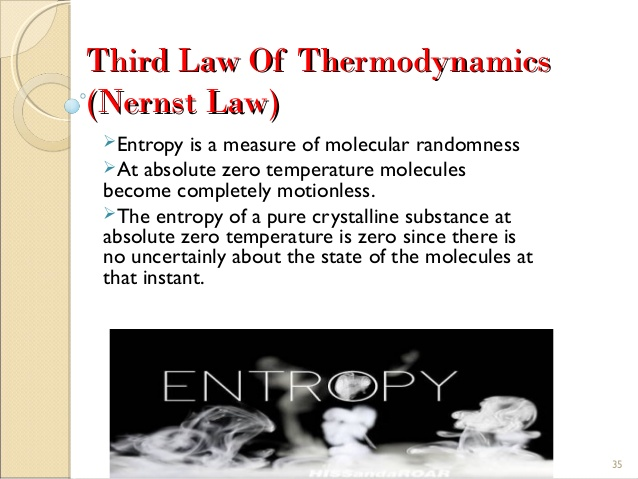 Third Law Of Thermodynamics
(Nernst Law)
➢Entropy is a measure of molecular randomness
➢At absolute zero temperature molecules
become completely motionless.
➢The entropy of a pure crystalline substance at
absolute zero temperature is zero since there is
no uncertainly about the state of the molecules at
that instant.
ENTROPY
HISSandaROAR
35